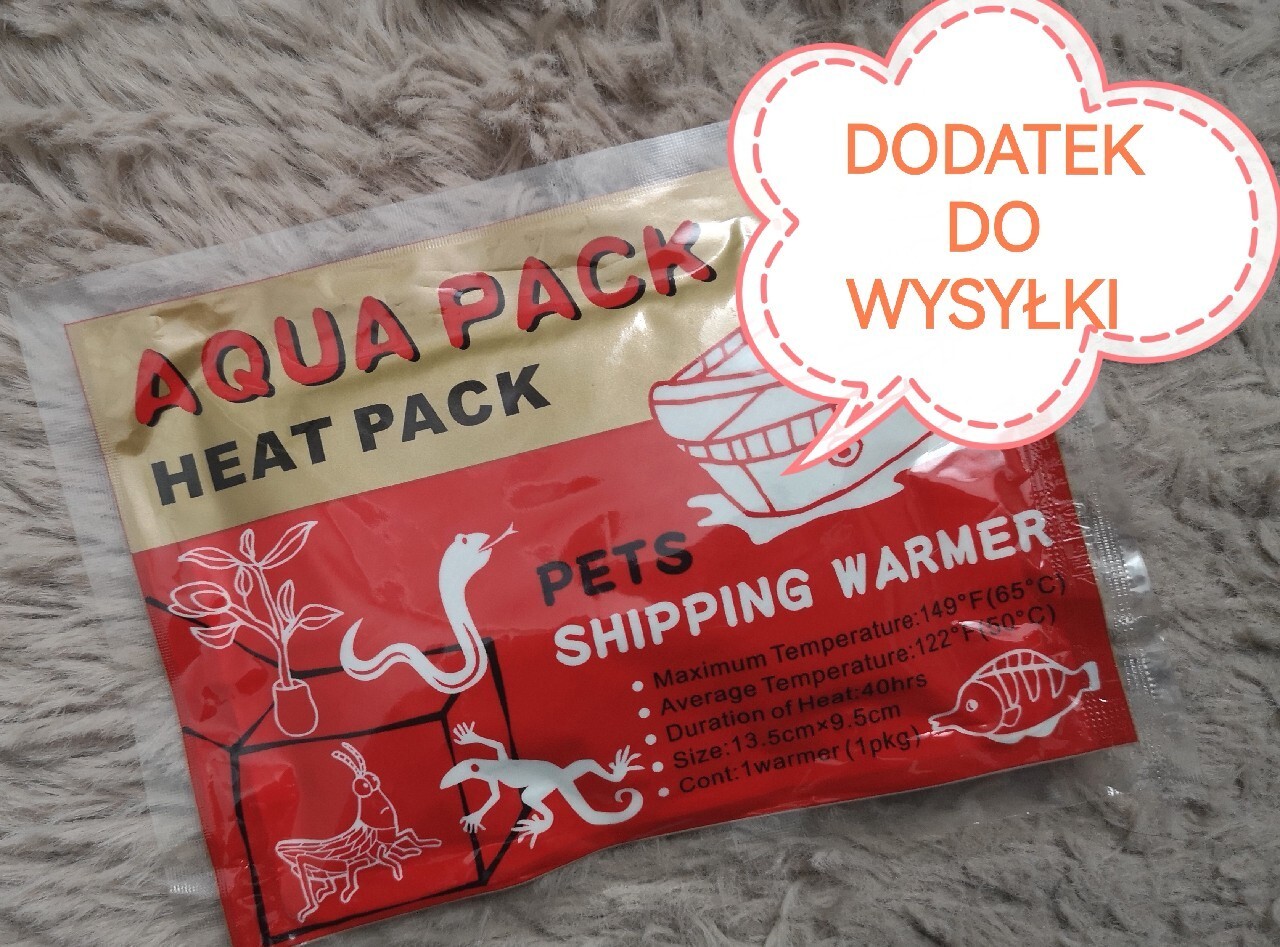 DODATEK
DO
WYSYŁKI
AQUA PACK
HEAT PACK
PETS
SHIPPING WARMER
• Maximum Temperature:149°F(65°C)
• Average Temperature:122°F(50°C)
• Duration of Heat:40hrs
• Size:13.5cm×9.5cm
• Cont:1warmer (1pkg)